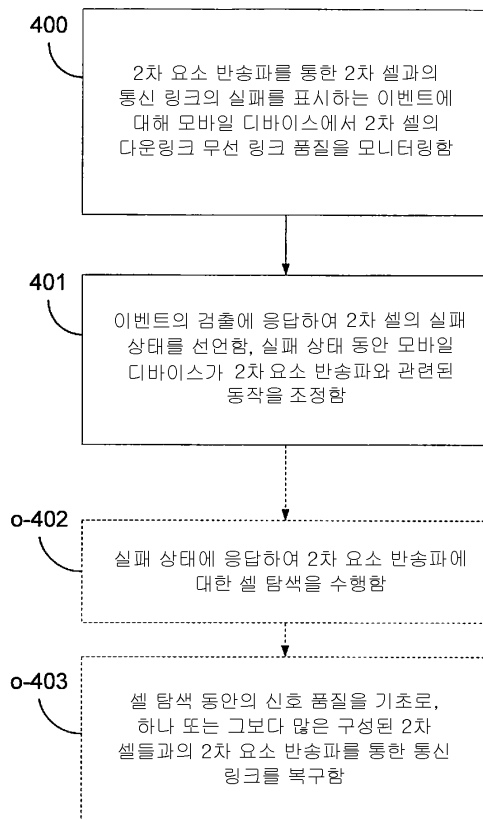 400
2차 요소 반송파를 통한 2차 셀과의
통신 링크의 실패를 표시하는 이벤트에
대해 모바일 디바이스에서 2차 셀의
다운링크 무선 링크 품질을 모니터링함
401
이벤트의 검출에 응답하여 2차 셀의 실패
상태를 선언함, 실패 상태 동안 모바일
디바이스가 2차 요소 반송파와 관련된
동작을 조정함
o-402
실패 상태에 응답하여 2차 요소 반송파에
대한 셀 탐색을 수행함
o-403
셀 탐색 동안의 신호 품질을 기초로,
하나 또는 그보다 많은 구성된 2차
셀들과의 2차 요소 반송파를 통한 통신
링크를 복구함